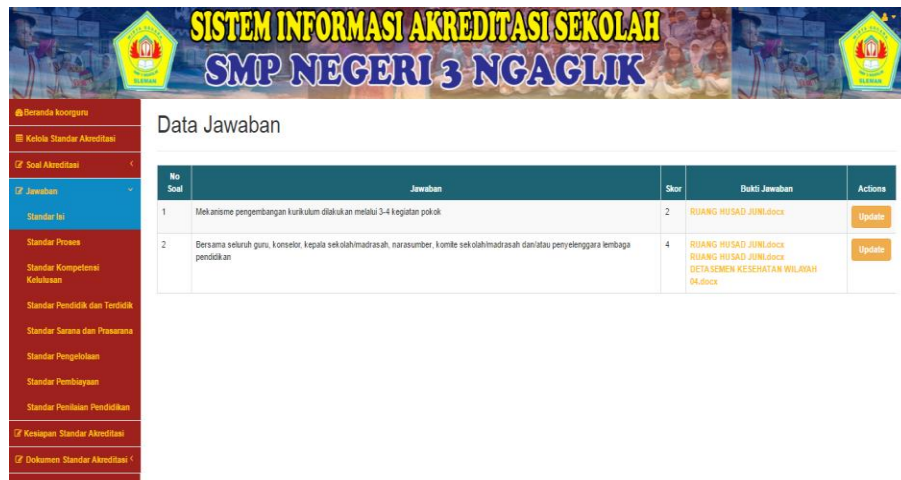 SISTEM INFORMASI AKREDITASI SEKOLAH
SMP NEGERI 3 NGAGLIK
SLEMAN
Beranda koorguru
Kelola Standar Akreditasi
Soal Akreditasi
Jawaban
Standar Isi
Standar Proses
Standar Kompetensi
Kelulusan
Standar Pendidik dan Terdidik
Standar Sarana dan Prasarana
Standar Pengelolaan
Standar Pembiayaan
Standar Penilaian Pendidikan
Kesiapan Standar Akreditasi
Dokumen Standar Akreditasi
Data Jawaban
No
Soal Jawaban Skor Bukti Jawaban Actions
1 Mekanisme pengembangan kurikulum dilakukan melalui 3-4 kegiatan pokok 2 RUANG HUSAD JUNI.docx Update
2 Bersama seluruh guru, konselor, kepala sekolah/madrasah, narasumber, komite sekolah/madrasah dan/atau penyelenggara lembaga 4 RUANG HUSAD JUNI.docx Update
pendidikan RUANG HUSAD JUNI.docx
DETASEMEN KESEHATAN WILAYAH
04.docx